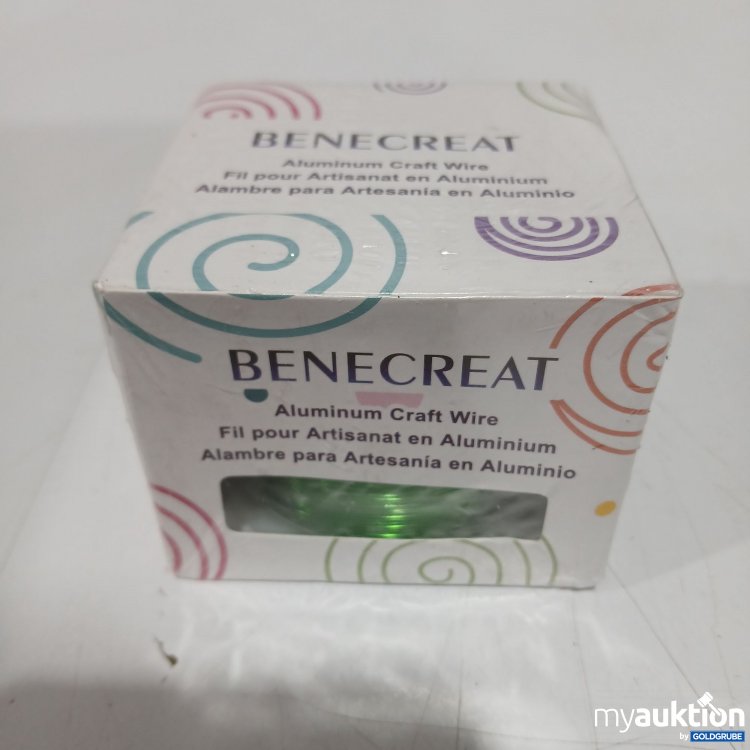 BENECREAT
Aluminum Craft Wire
Fil pour Artisanat en Aluminium
Alambre para Artesanía en Aluminio
BENECREAT
Aluminum Craft Wire
Fil pour Artisanat en Aluminium
Alambre para Artesanía en Aluminio
myauktion
by GOLDGRUBE